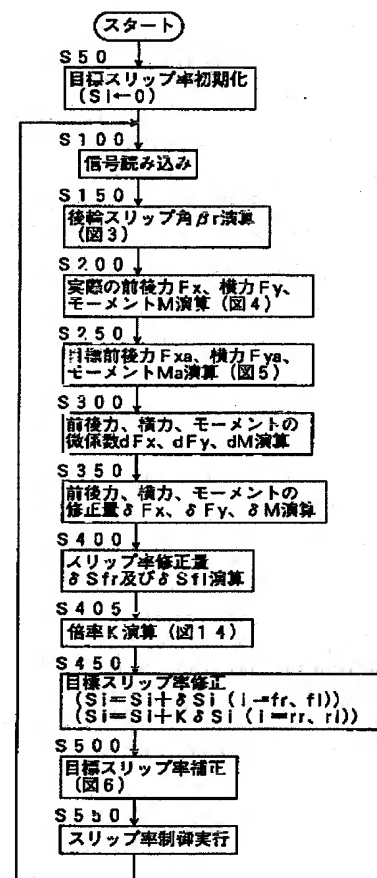 スタート
S50
目標スリップ率初期化
(Si←0)
S100
信号読み込み
S150
後輪スリップ角βr演算
(図3)
S200
実際の前後力Fx、横力Fy、
モーメントM演算(図4)
S250
目標前後力Fxa、横力Fya、
モーメントMa演算(図5)
S300
前後力、横力、モーメントの
微係数dFx、dFy、dM演算
S350
前後力、横力、モーメントの
修正量δFx、δFy、δM演算
S400
スリップ率修正量
δSfr及びδSfl演算
S405
倍率K演算(図14)
S450
目標スリップ率修正
(Si=Si+δSi(i=fr、fl))
(Si=Si+KδSi(i=rr、rl))
S500
目標スリップ率補正
(図6)
S550
スリップ率制御実行